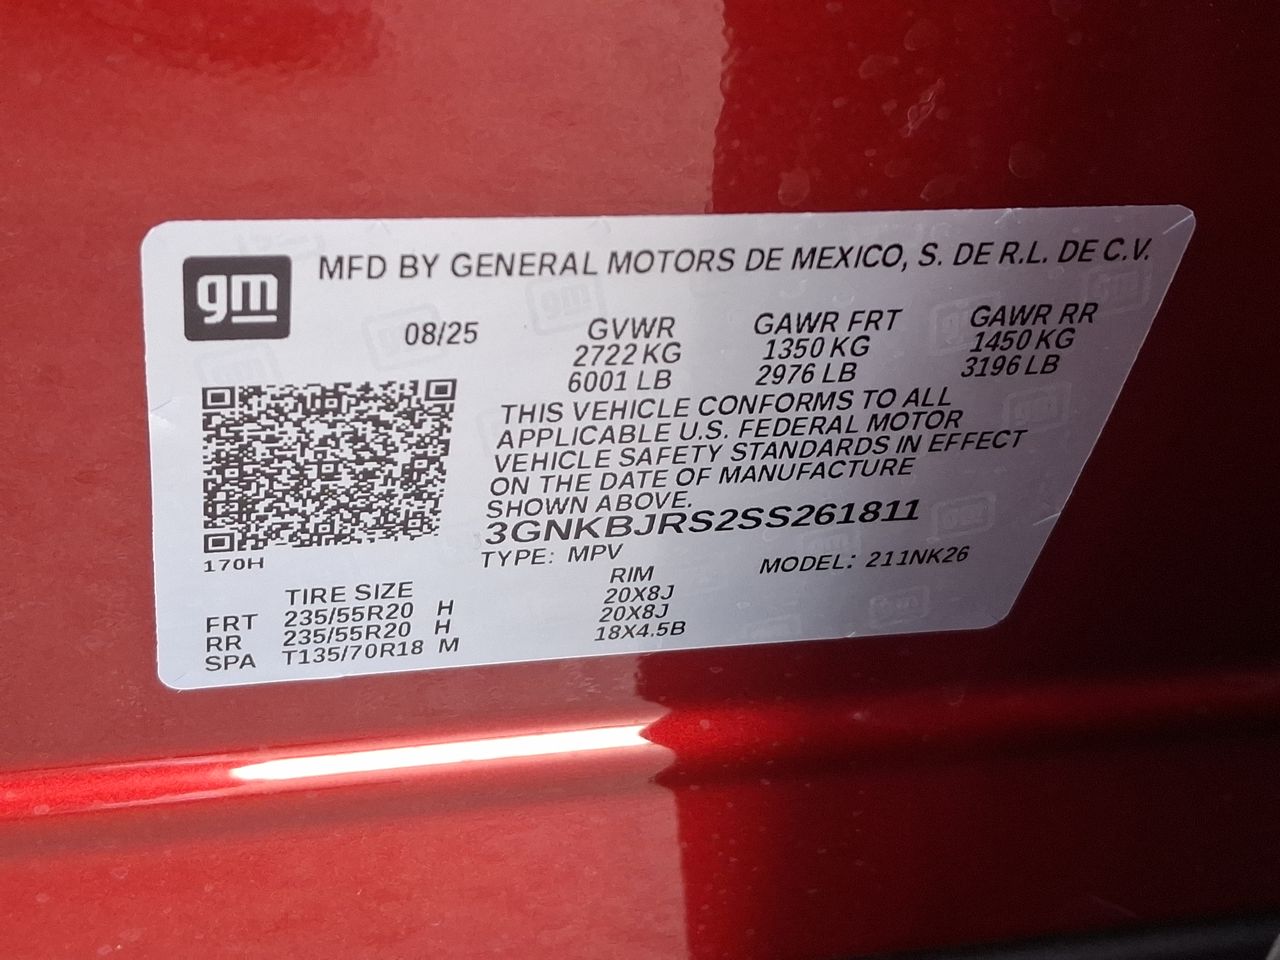 gm
MFD BY GENERAL MOTORS DE MEXICO, S. DE R.L. DE C.V.
08/25
GVWR GAWR FRT GAWR RR
2722 KG 1350 KG 1450 KG
6001 LB 2976 LB 3196 LB
THIS VEHICLE CONFORMS TO ALL
APPLICABLE U.S. FEDERAL MOTOR
VEHICLE SAFETY STANDARDS IN EFFECT
ON THE DATE OF MANUFACTURE
SHOWN ABOVE.
3GNKBJRS2SS261811
170H
TYPE: MPV MODEL: 211NK26
TIRE SIZE RIM
FRT 235/55R20 H 20X8J
RR 235/55R20 H 20X8J
SPA T135/70R18 M 18X4.5B